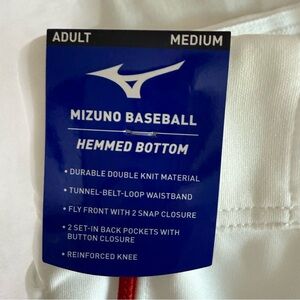 ADULT MEDIUM
MIZUNO BASEBALL
HEMMED BOTTOM
• DURABLE DOUBLE KNIT MATERIAL
• TUNNEL-BELT-LOOP WAISTBAND
• FLY FRONT WITH 2 SNAP CLOSURE
• 2 SET-IN BACK POCKETS WITH
BUTTON CLOSURE
• REINFORCED KNEE